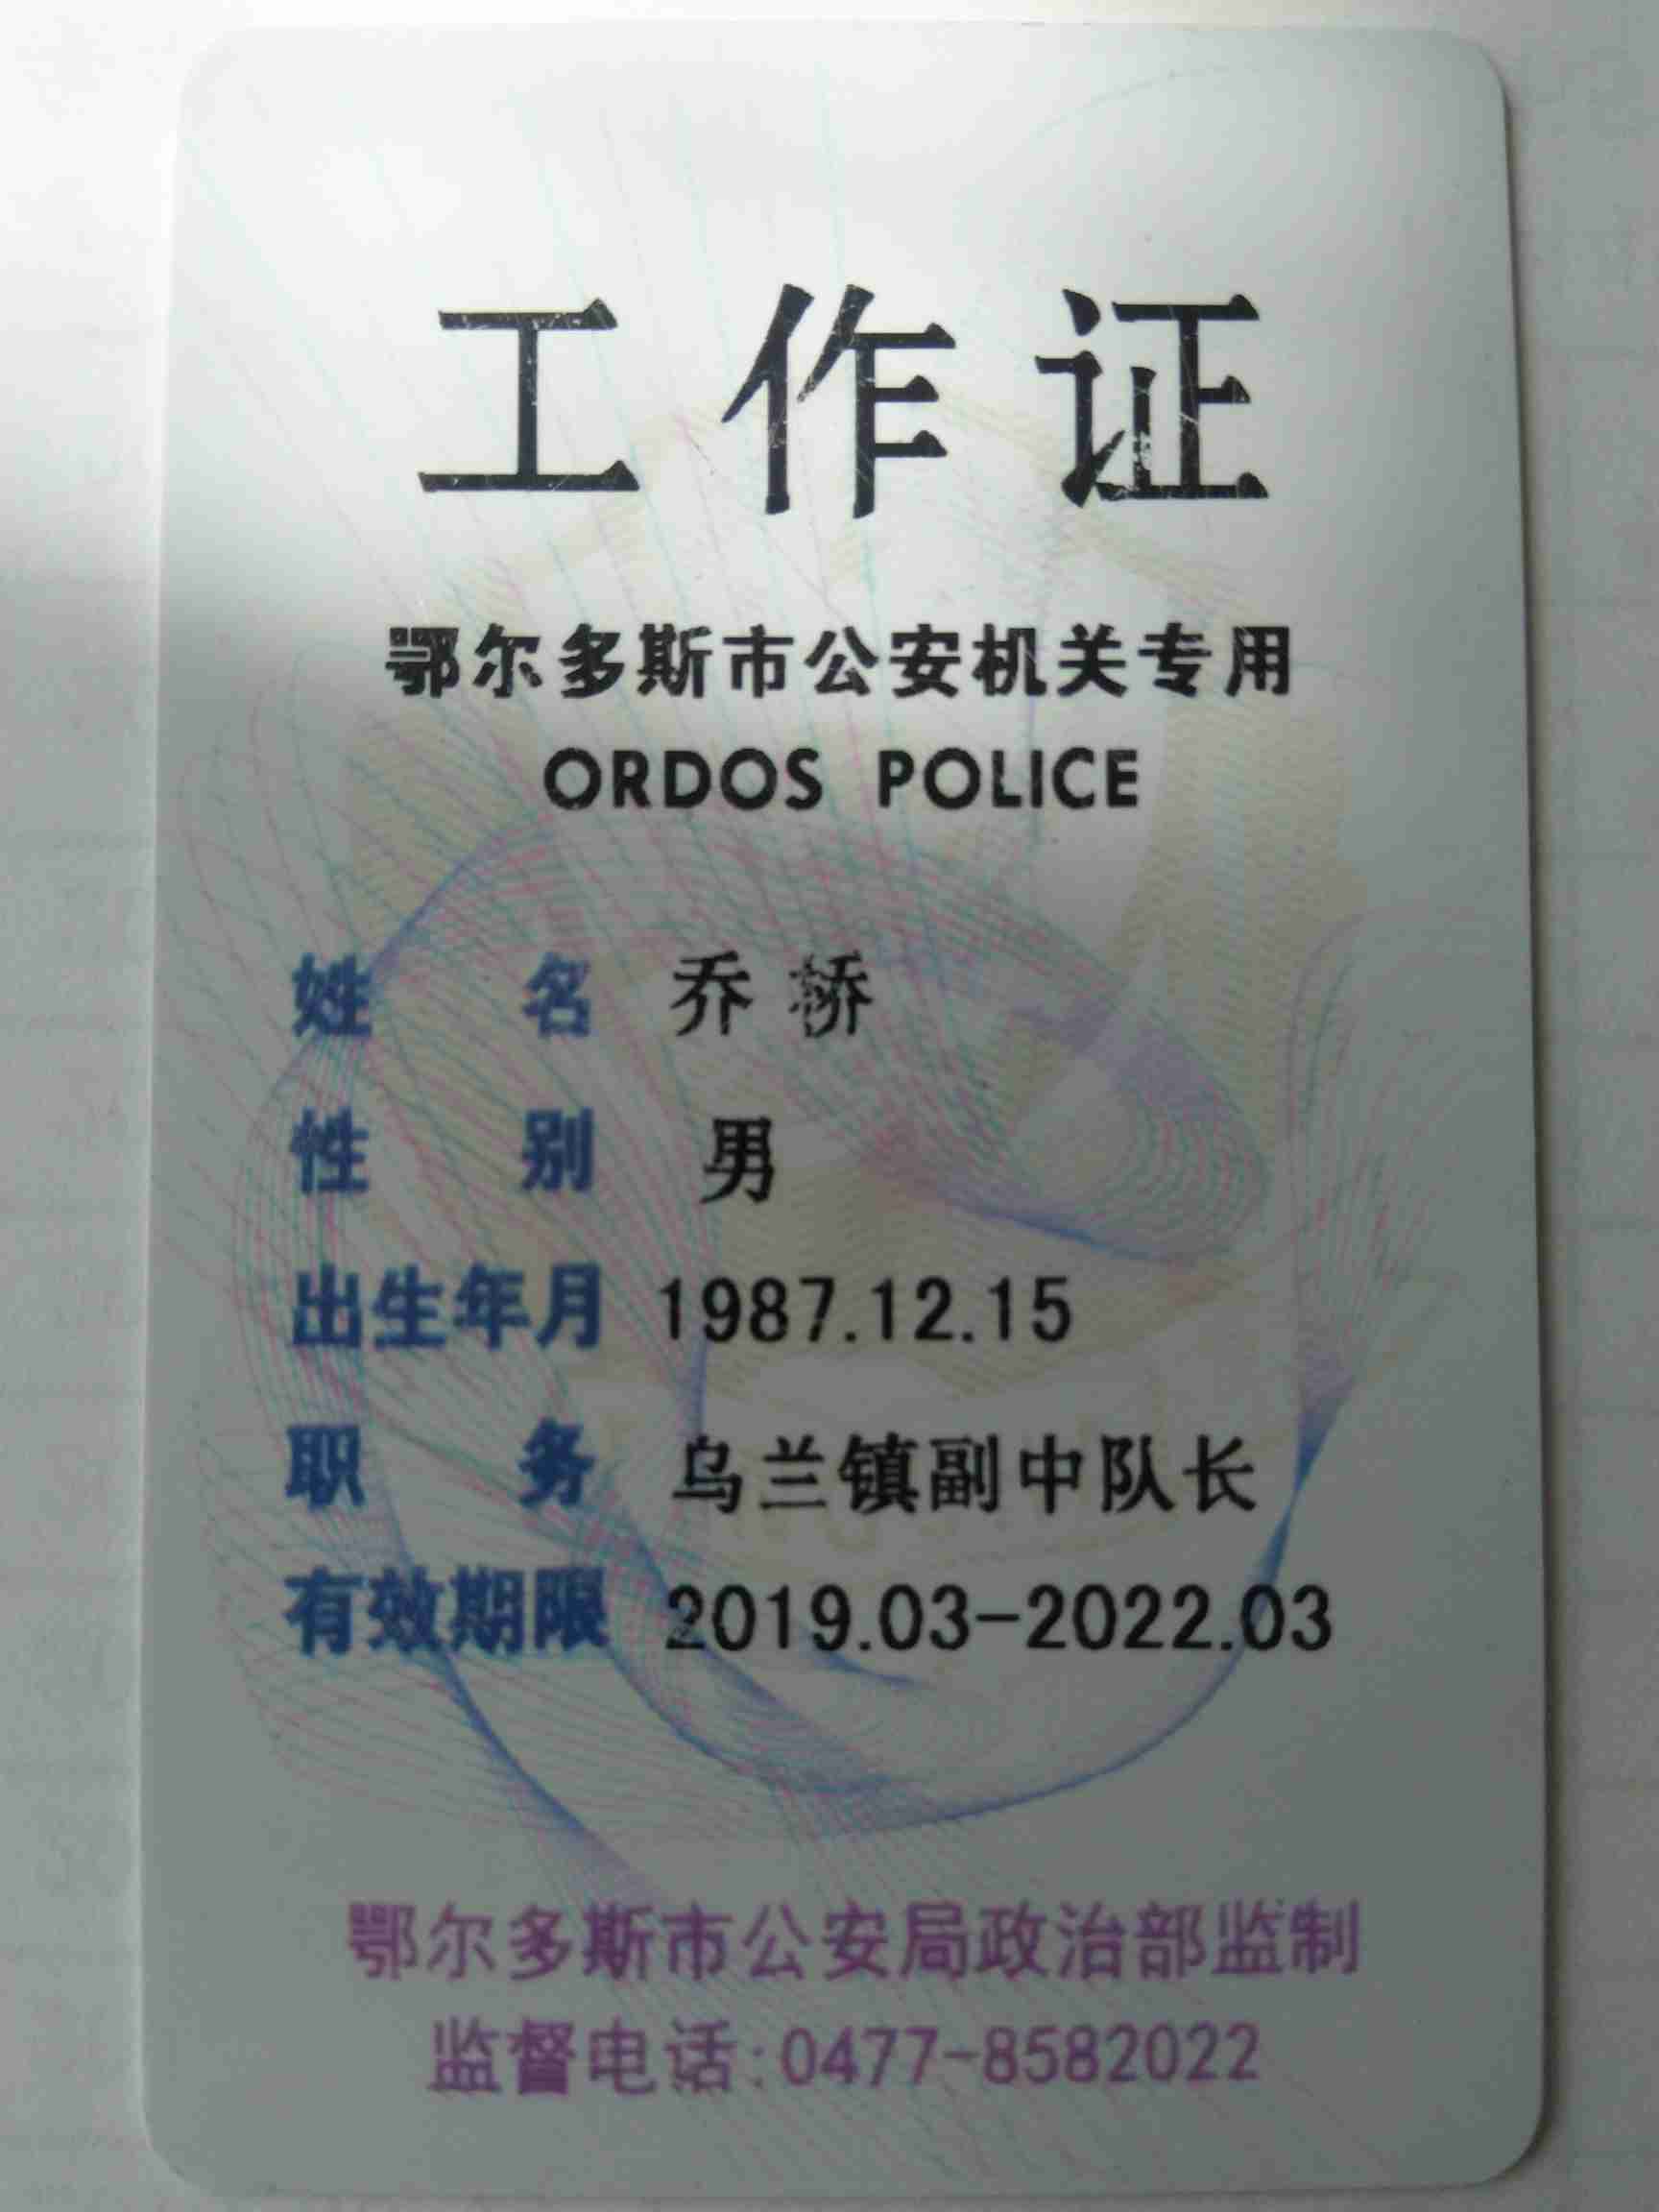 工作证
鄂尔多斯市公安机关专用
ORDOS POLICE
姓名 乔桥
性别 男
出生年月 1987.12.15
职务 乌兰镇副中队长
有效期限 2019.03-2022.03
鄂尔多斯市公安局政治部监制
监督电话:0477-8582022